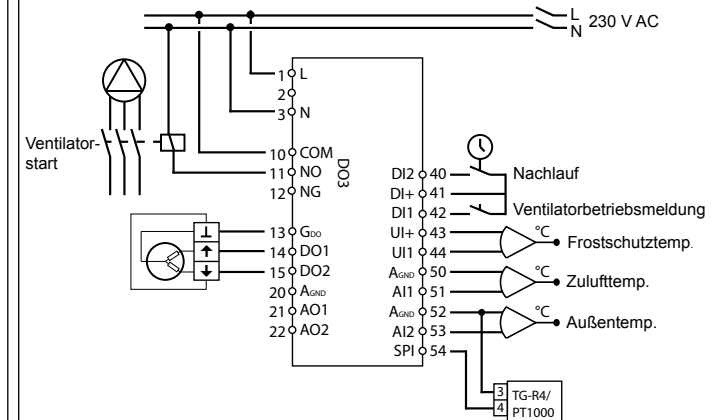 L
N 230 V AC
Ventilator-
start
1 L
2
3 N
10 COM
11 NO
12 NG
DO3
13 GDO
14 DO1
15 DO2
20 AGND
21 AO1
22 AO2
DI2 40 Nachlauf
DI+ 41
DI1 42 Ventilatorbetriebsmeldung
UI+ 43 °C
UI1 44 Frostschutztemp.
AGND 50 °C
AI1 51 Zulufttemp.
AGND 52 °C
AI2 53 Außentemp.
SPI 54
3 TG-R4/
4 PT1000